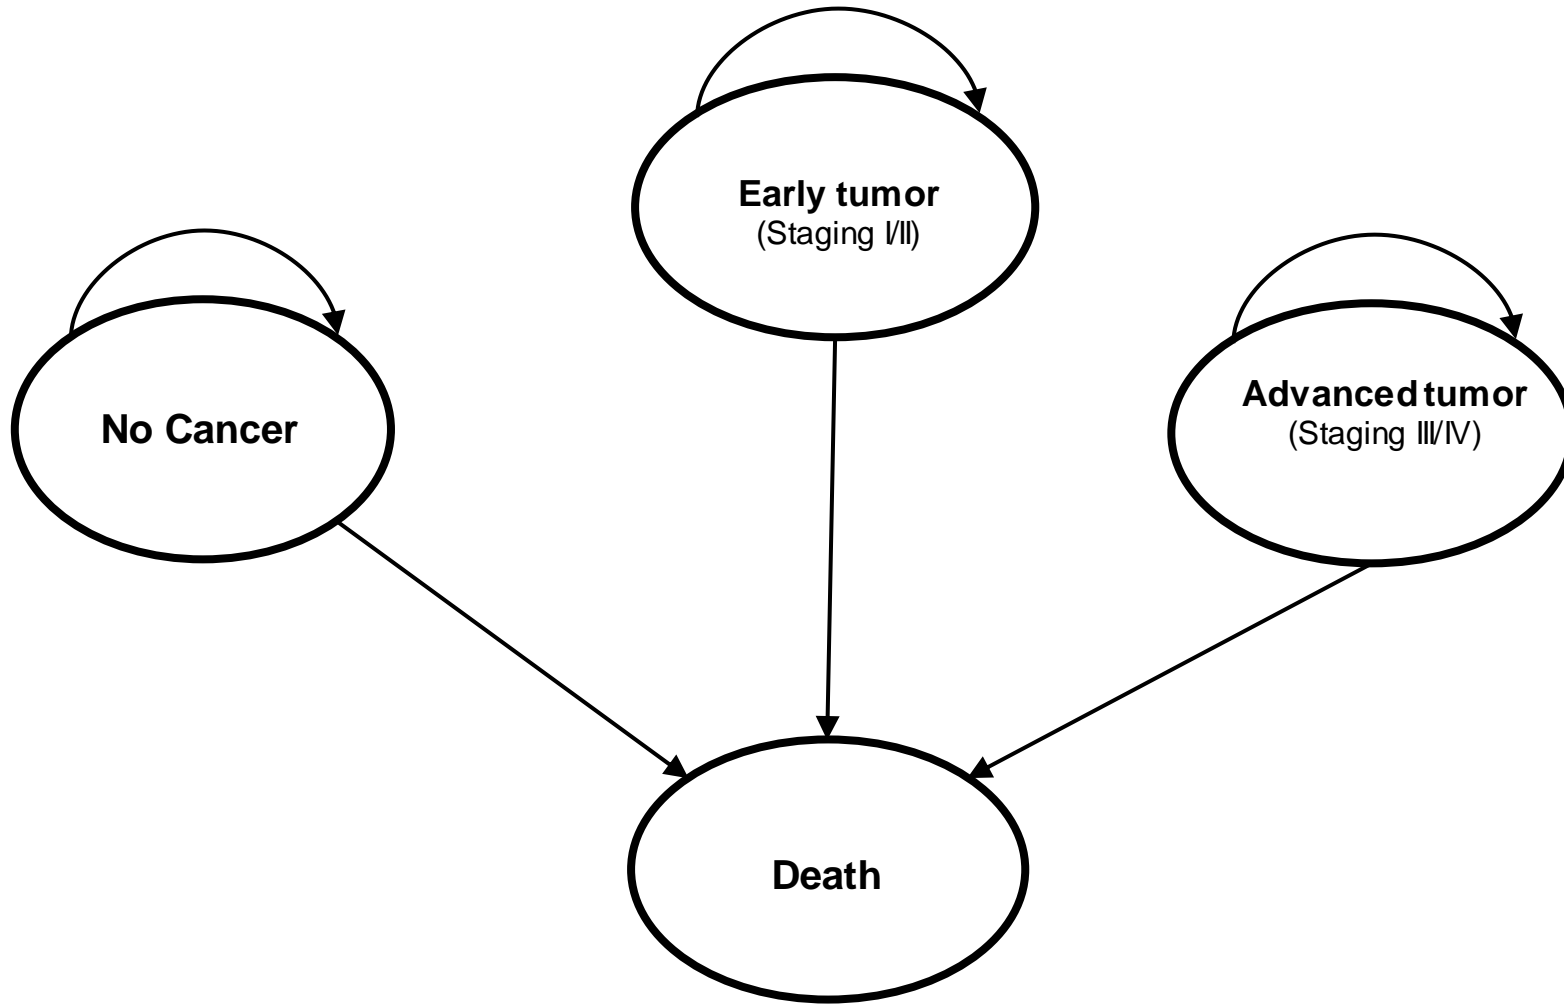 Early tumor
(Staging I/II)
No Cancer
Advanced tumor
(Staging III/IV)
Death